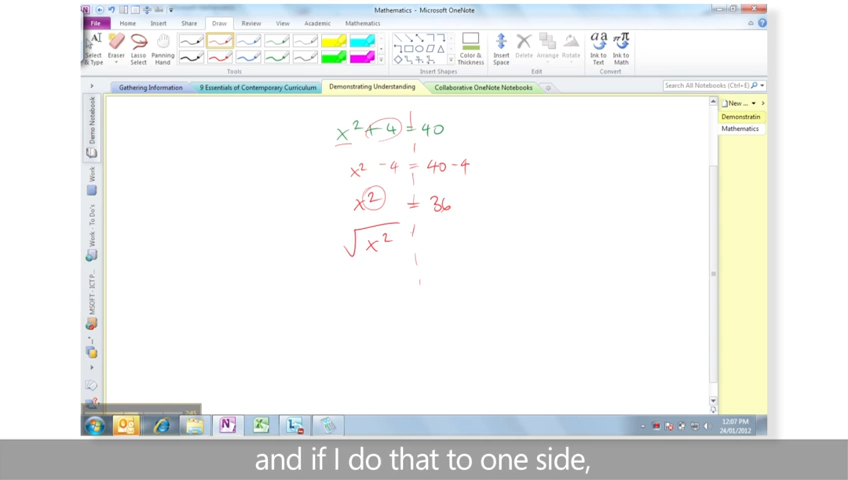 Mathematics - Microsoft OneNote
File Home Insert Share Draw Review View Academic Mathematics
Select & Type
Eraser
Lasso Select
Panning Hand
Color & Thickness
Insert Space
Delete
Arrange
Rotate
Ink to Text
Ink to Math
Tools
Insert Shapes
Edit
Convert
Gathering Information 9 Essentials of Contemporary Curriculum Demonstrating Understanding Collaborative OneNote Notebooks
Search All Notebooks (Ctrl+E)
New ...
Demonstratin
Mathematics
Demo Notebook
Work
Work - To Do's
MSOFT - ICT P
x² + 4 = 40
x² - 4 = 40 - 4
x² = 36
√x²
12:07 PM
24/01/2012
and if I do that to one side,